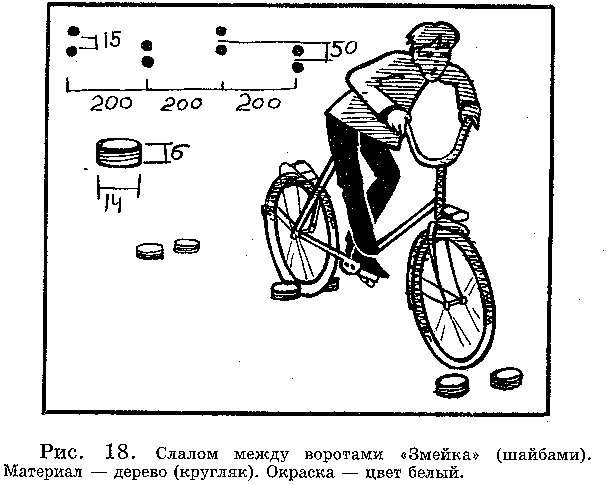 15
50
200 200 200
6
14
Рис. 18. Слалом между воротами «Змейка» (шайбами).
Материал — дерево (кругляк). Окраска — цвет белый.